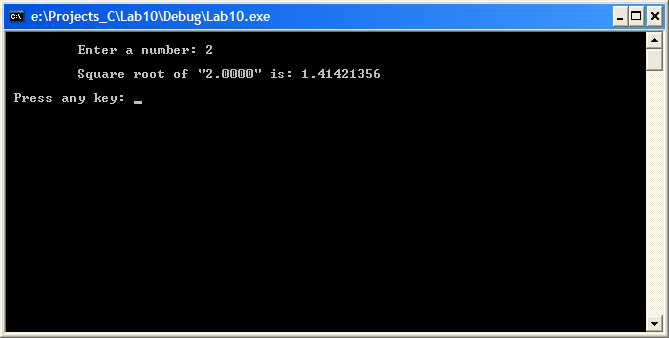 e:\Projects_C\Lab10\Debug\Lab10.exe
Enter a number: 2
Square root of "2.0000" is: 1.41421356
Press any key: _